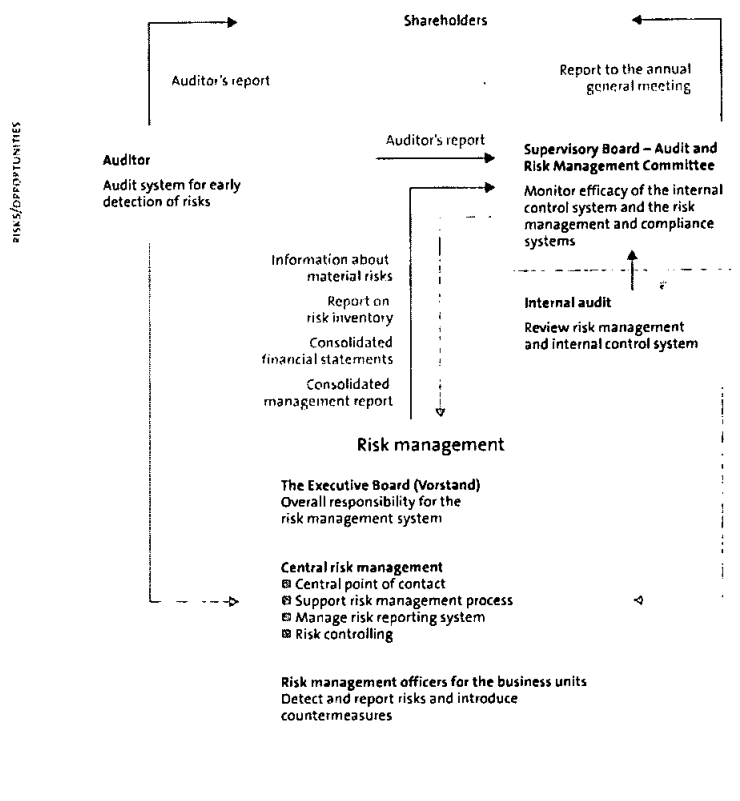 Shareholders
Auditor's report
Report to the annual
general meeting
RISKS/OPPORTUNITIES
Auditor's report
Auditor
Audit system for early
detection of risks
Supervisory Board – Audit and
Risk Management Committee
Monitor efficacy of the internal
control system and the risk
management and compliance
systems
Information about
material risks
Report on
risk inventory
Consolidated
financial statements
Consolidated
management report
Internal audit
Review risk management
and internal control system
Risk management
The Executive Board (Vorstand)
Overall responsibility for the
risk management system
Central risk management
Central point of contact
Support risk management process
Manage risk reporting system
Risk controlling
Risk management officers for the business units
Detect and report risks and introduce
countermeasures